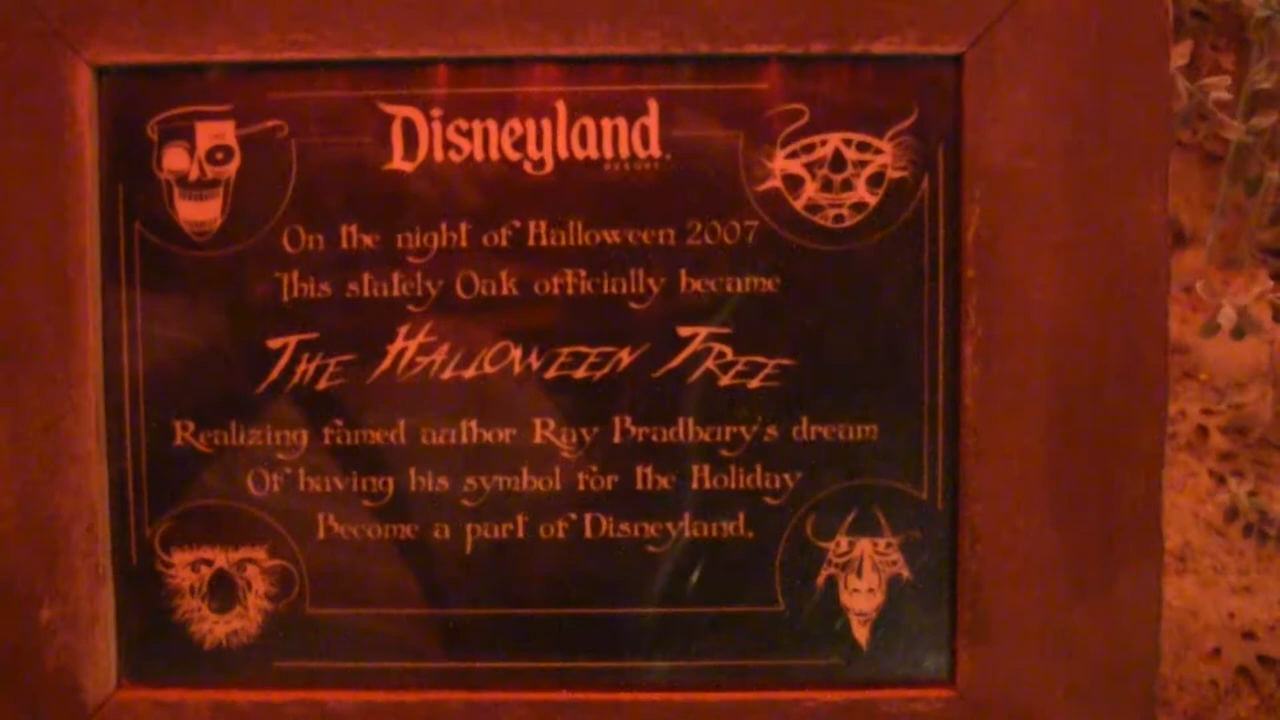 Disneyland
RESORT
On the night of Halloween 2007
This stately Oak officially became
THE HALLOWEEN TREE
Realizing famed author Ray Bradbury's dream
Of having his symbol for the Holiday
Become a part of Disneyland.